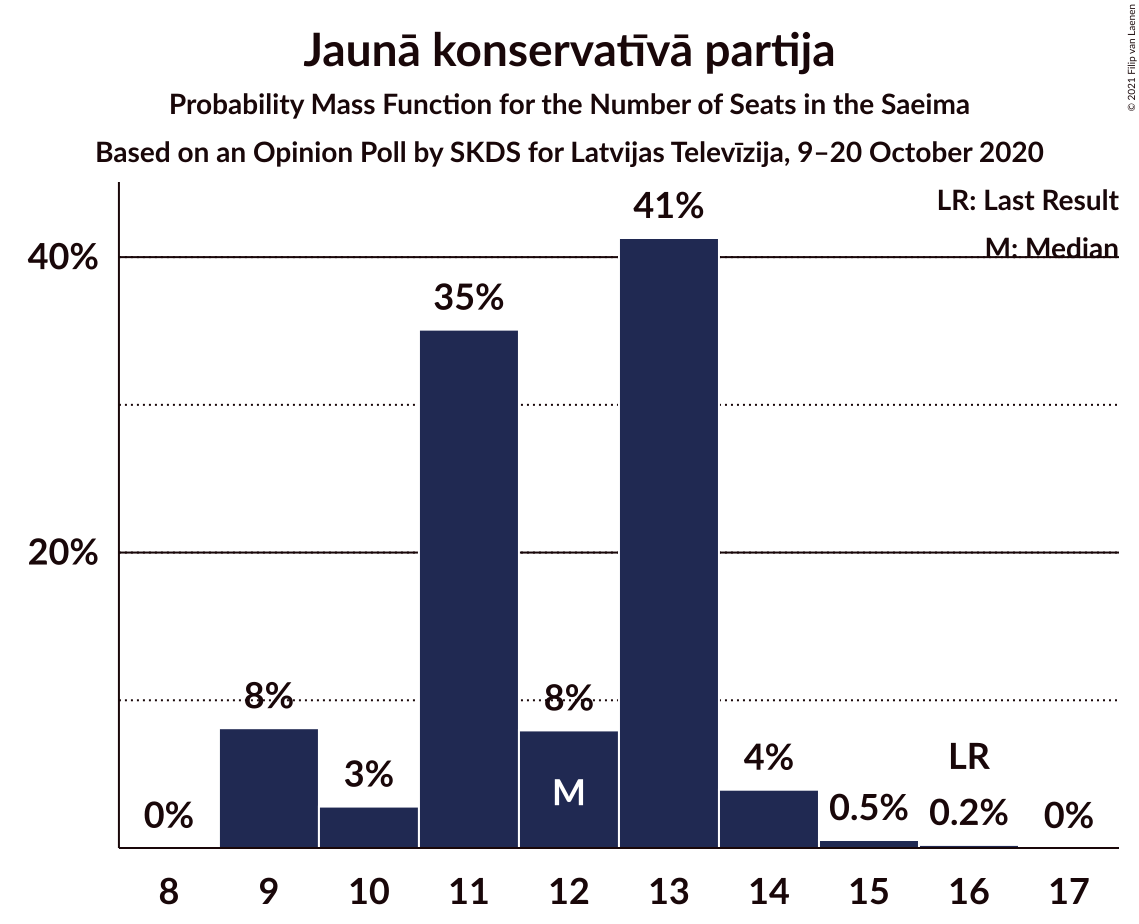 Jaunā konservatīvā partija
Probability Mass Function for the Number of Seats in the Saeima
Based on an Opinion Poll by SKDS for Latvijas Televīzija, 9–20 October 2020
© 2021 Filip van Laenen
LR: Last Result
M: Median
40%
20%
0%
8%
3%
35%
8%
M
41%
4%
0.5%
LR
0.2%
0%
8 9 10 11 12 13 14 15 16 17